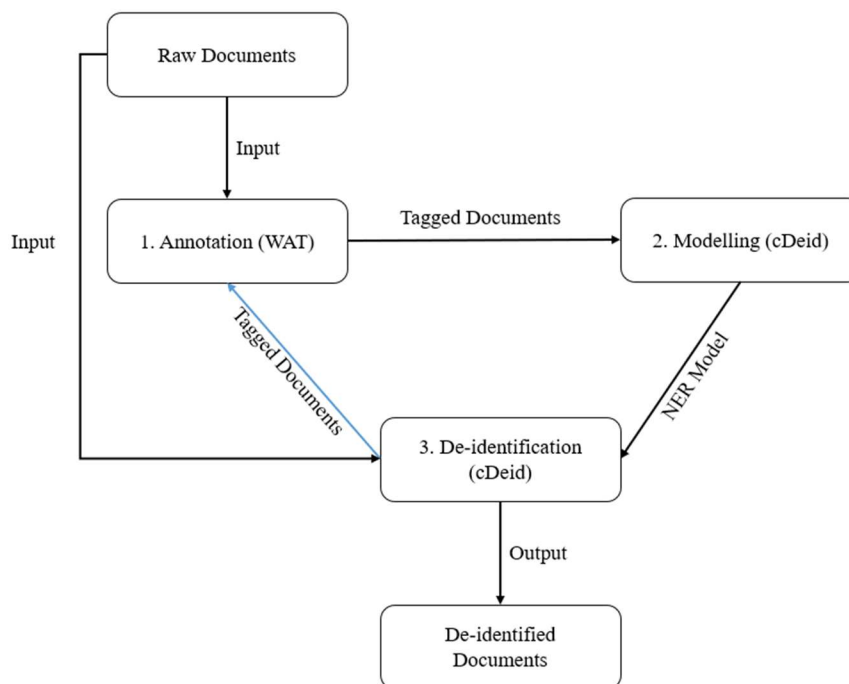 Raw Documents
Input
Input
1. Annotation (WAT)
Tagged Documents
2. Modelling (cDeid)
Tagged Documents
NER Model
3. De-identification
(cDeid)
Output
De-identified
Documents